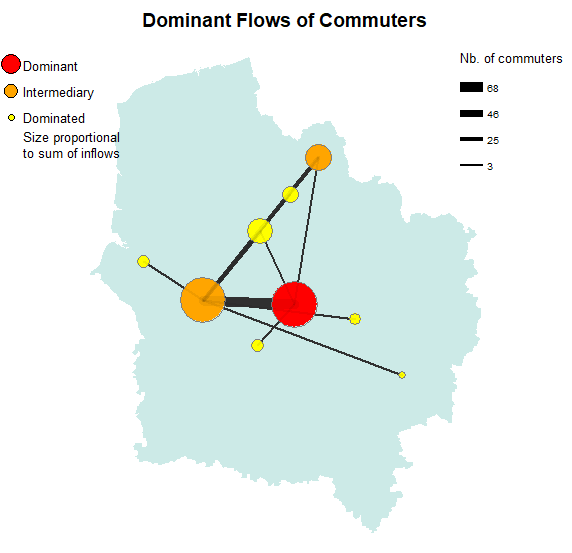 Dominant Flows of Commuters
Dominant
Intermediary
Dominated
Size proportional
to sum of inflows
Nb. of commuters
68
46
25
3